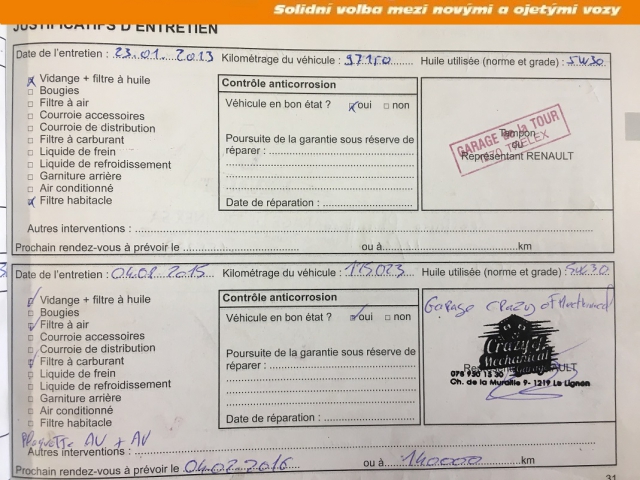 Solidní volba mezi novými a ojetými vozy
JUSTIFICATIFS D'ENTRETIEN
Date de l'entretien : 23.01.2013 Kilométrage du véhicule : 97150 Huile utilisée (norme et grade) : 5W30
Vidange + filtre à huile
Bougies
Filtre à air
Courroie accessoires
Courroie de distribution
Filtre à carburant
Liquide de frein
Liquide de refroidissement
Garniture arrière
Air conditionné
Filtre habitacle
Contrôle anticorrosion
Véhicule en bon état ? oui non
Poursuite de la garantie sous réserve de
réparer :
Date de réparation :
GARAGE de la TOUR
Tampon
ou
Représentant RENAULT
Autres interventions :
Prochain rendez-vous à prévoir le ou à km
Date de l'entretien : 04.02.2015 Kilométrage du véhicule : 115023 Huile utilisée (norme et grade) 5W30
Vidange + filtre à huile
Bougies
Filtre à air
Courroie accessoires
Courroie de distribution
Filtre à carburant
Liquide de frein
Liquide de refroidissement
Garniture arrière
Air conditionné
Filtre habitacle
Contrôle anticorrosion
Véhicule en bon état ? oui non
Poursuite de la garantie sous réserve de
réparer :
Date de réparation :
Garage Crazy
Crazy
Mechanical
Garage
078 930 15 30
Ch. de la Muraille 9- 1219 Le Lignon
AV + AV
Autres interventions :
Prochain rendez-vous à prévoir le 04.02.2016 ou à 140000 km
31